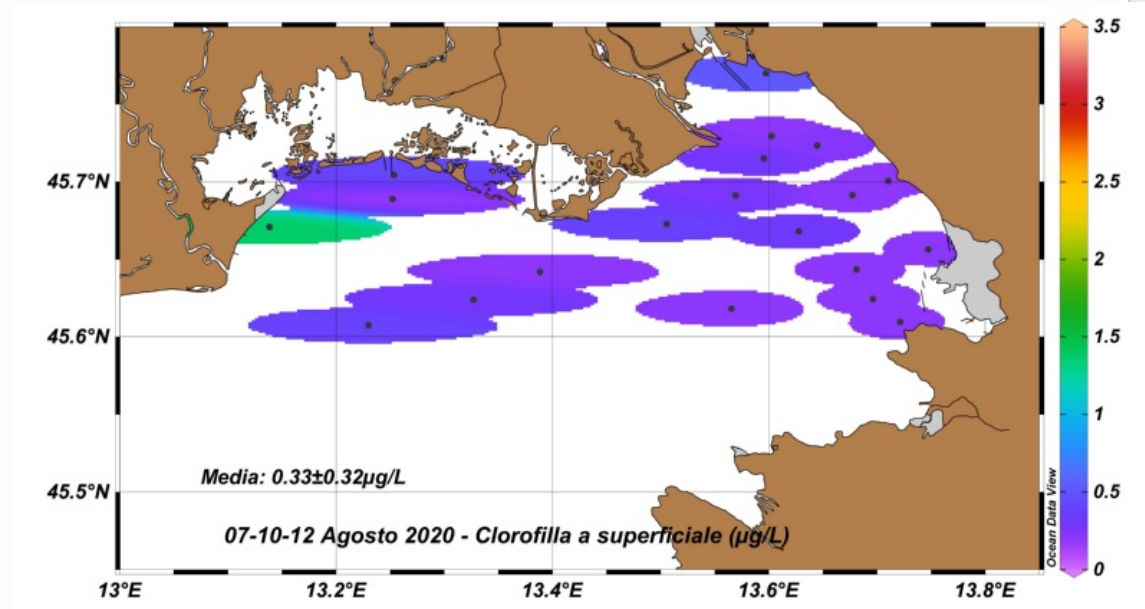 3.5
3
2.5
2
1.5
1
0.5
0
Ocean Data View
45.7°N
45.6°N
45.5°N
Media: 0.33±0.32µg/L
07-10-12 Agosto 2020 - Clorofilla a superficiale (µg/L)
13°E
13.2°E
13.4°E
13.6°E
13.8°E